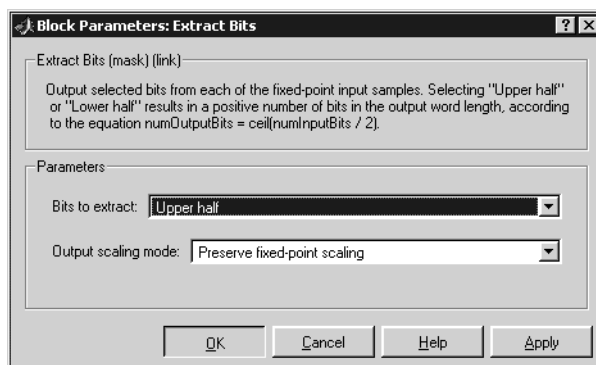 Block Parameters: Extract Bits
Extract Bits (mask) (link)
Output selected bits from each of the fixed-point input samples. Selecting "Upper half"
or "Lower half" results in a positive number of bits in the output word length, according
to the equation numOutputBits = ceil(numInputBits / 2).
Parameters
Bits to extract: Upper half
Output scaling mode: Preserve fixed-point scaling
OK Cancel Help Apply